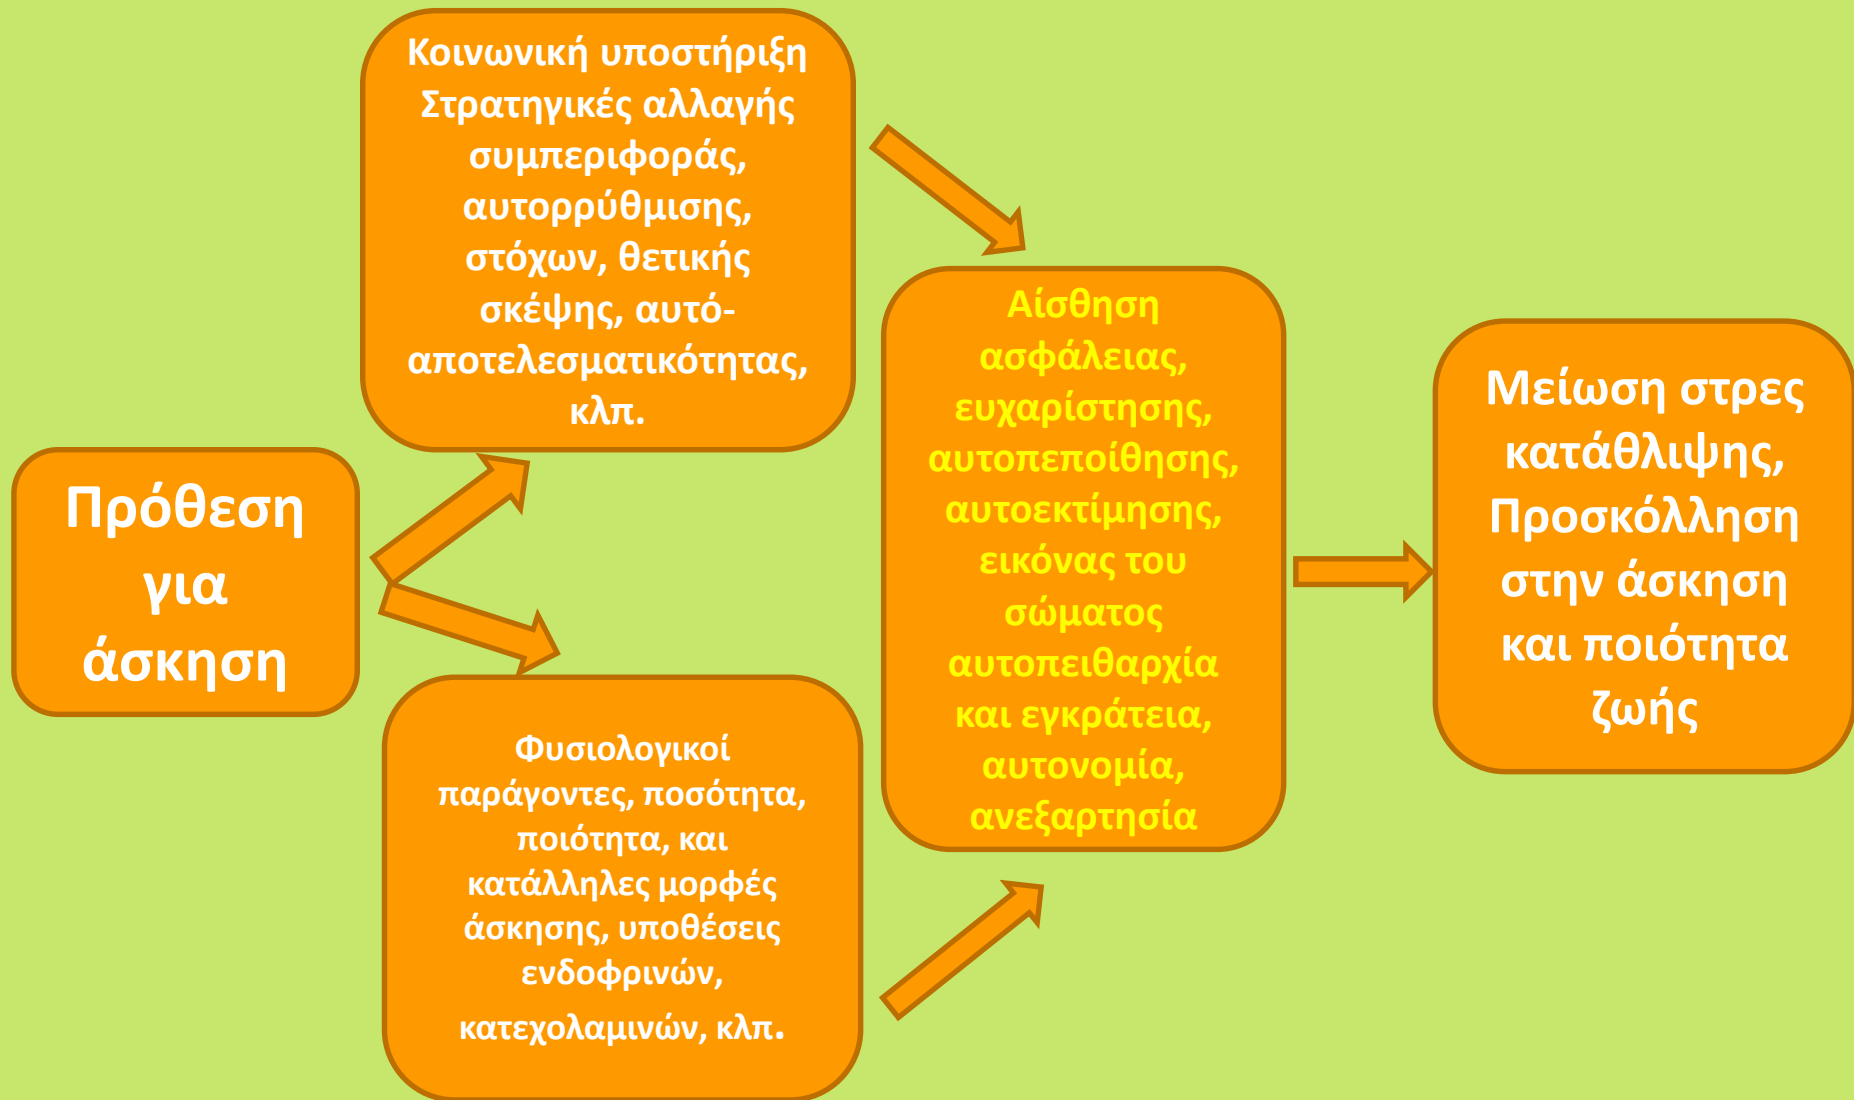 Πρόθεση
για
άσκηση
Κοινωνική υποστήριξη
Στρατηγικές αλλαγής
συμπεριφοράς,
αυτορρύθμισης,
στόχων, θετικής
σκέψης, αυτό-
αποτελεσματικότητας,
κλπ.
Φυσιολογικοί
παράγοντες, ποσότητα,
ποιότητα, και
κατάλληλες μορφές
άσκησης, υποθέσεις
ενδοφρινών,
κατεχολαμινών, κλπ.
Αίσθηση
ασφάλειας,
ευχαρίστησης,
αυτοπεποίθησης,
αυτοεκτίμησης,
εικόνας του
σώματος
αυτοπειθαρχία
και εγκράτεια,
αυτονομία,
ανεξαρτησία
Μείωση στρες
κατάθλιψης,
Προσκόλληση
στην άσκηση
και ποιότητα
ζωής